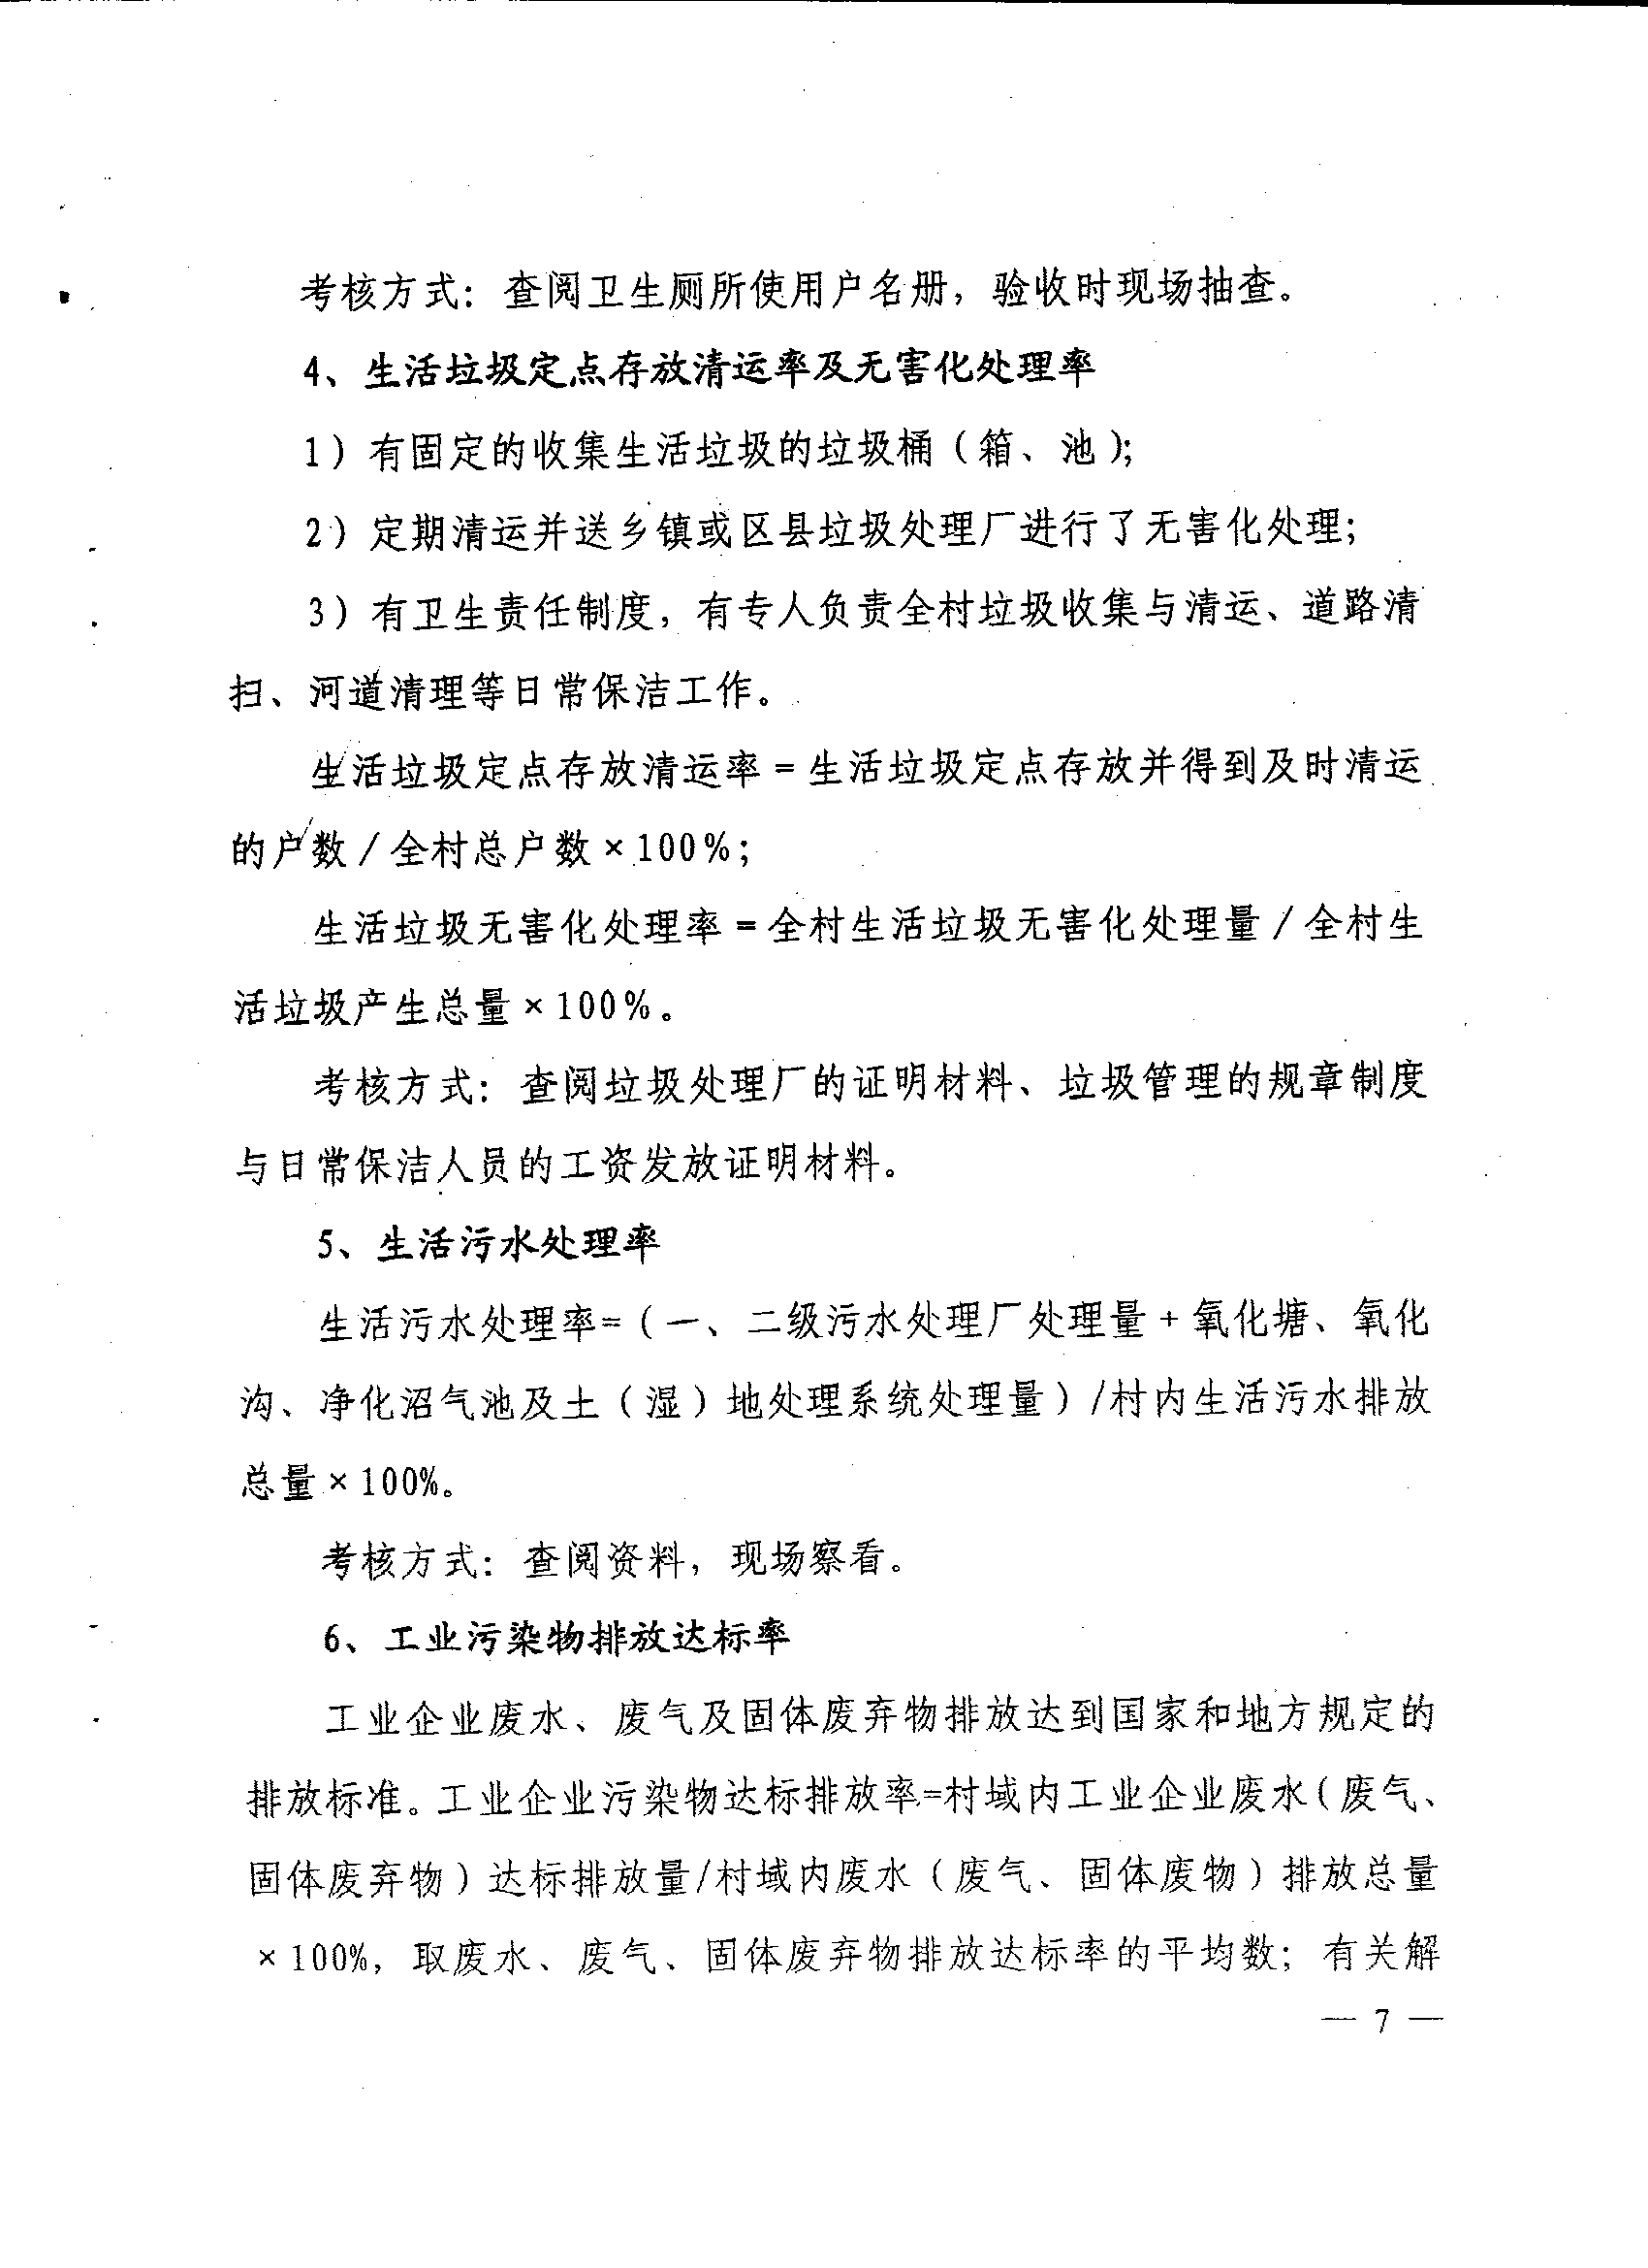 考核方式：查阅卫生厕所使用户名册，验收时现场抽查。
4、生活垃圾定点存放清运率及无害化处理率
1）有固定的收集生活垃圾的垃圾桶（箱、池）；
2）定期清运并送乡镇或区县垃圾处理厂进行了无害化处理；
3）有卫生责任制度，有专人负责全村垃圾收集与清运、道路清
扫、河道清理等日常保洁工作。
生活垃圾定点存放清运率＝生活垃圾定点存放并得到及时清运
的户数／全村总户数×100％；
生活垃圾无害化处理率＝全村生活垃圾无害化处理量／全村生
活垃圾产生总量×100％。
考核方式：查阅垃圾处理厂的证明材料、垃圾管理的规章制度
与日常保洁人员的工资发放证明材料。
5、生活污水处理率
生活污水处理率=（一、二级污水处理厂处理量＋氧化塘、氧化
沟、净化沼气池及土（湿）地处理系统处理量）/村内生活污水排放
总量×100%。
考核方式：查阅资料，现场察看。
6、工业污染物排放达标率
工业企业废水、废气及固体废弃物排放达到国家和地方规定的
排放标准。工业企业污染物达标排放率=村域内工业企业废水（废气、
固体废弃物）达标排放量/村域内废水（废气、固体废物）排放总量
×100%，取废水、废气、固体废弃物排放达标率的平均数；有关解
— 7 —